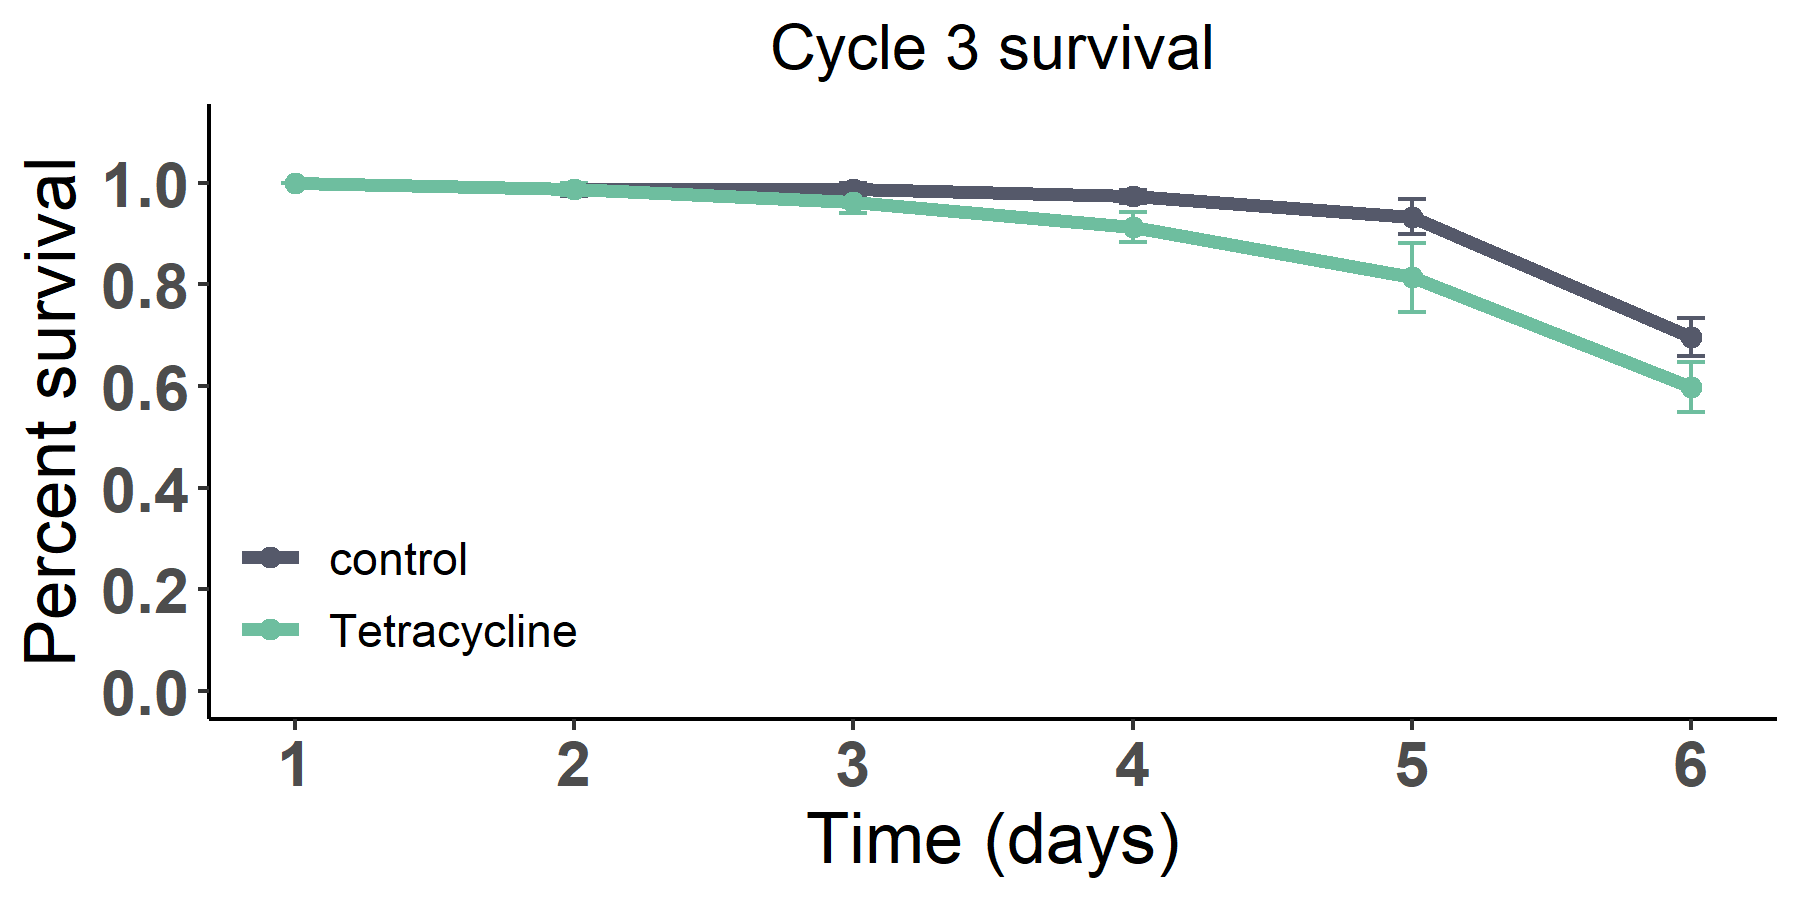 Cycle 3 survival
Percent survival
1.0
0.8
0.6
0.4
0.2
0.0
control
Tetracycline
1 2 3 4 5 6
Time (days)